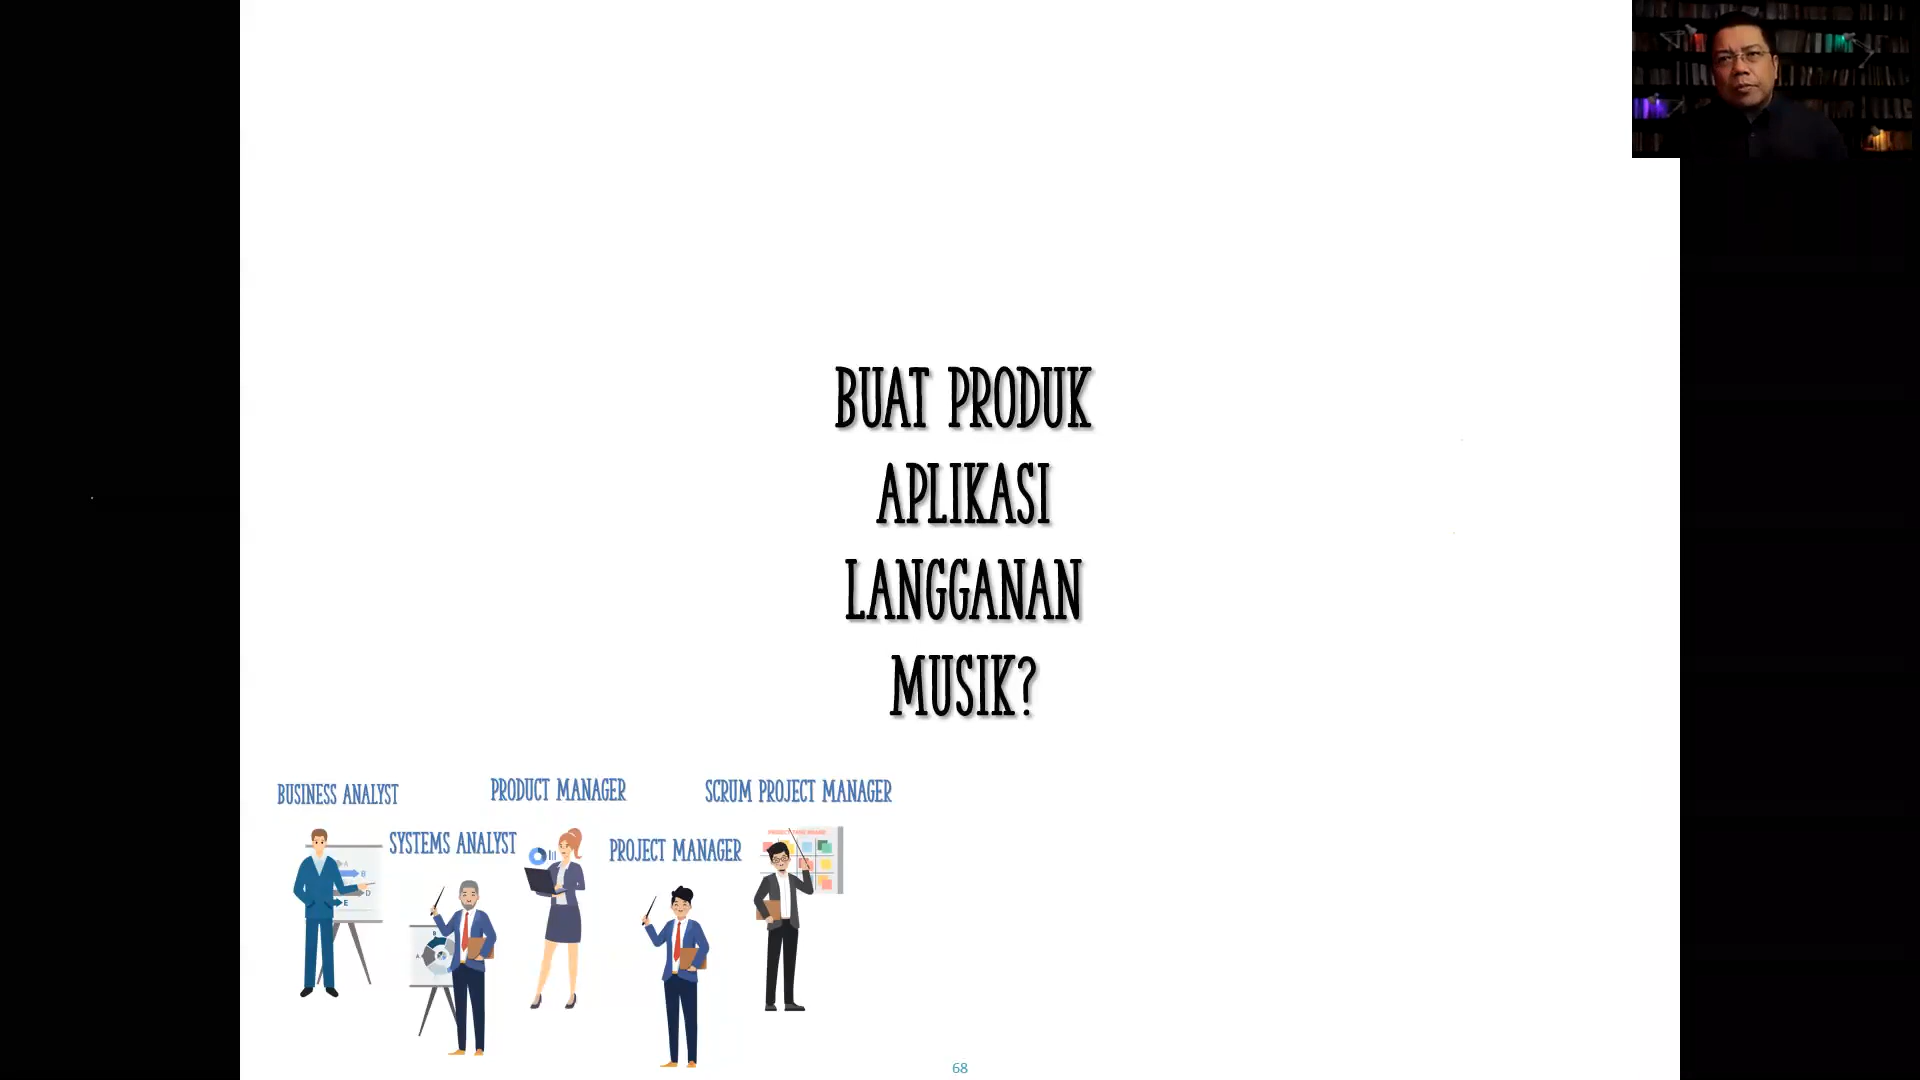 BUAT PRODUK
APLIKASI
LANGGANAN
MUSIK?
BUSINESS ANALYST
PRODUCT MANAGER
SCRUM PROJECT MANAGER
SYSTEMS ANALYST
PROJECT MANAGER
A
B
D
E
B
A
68